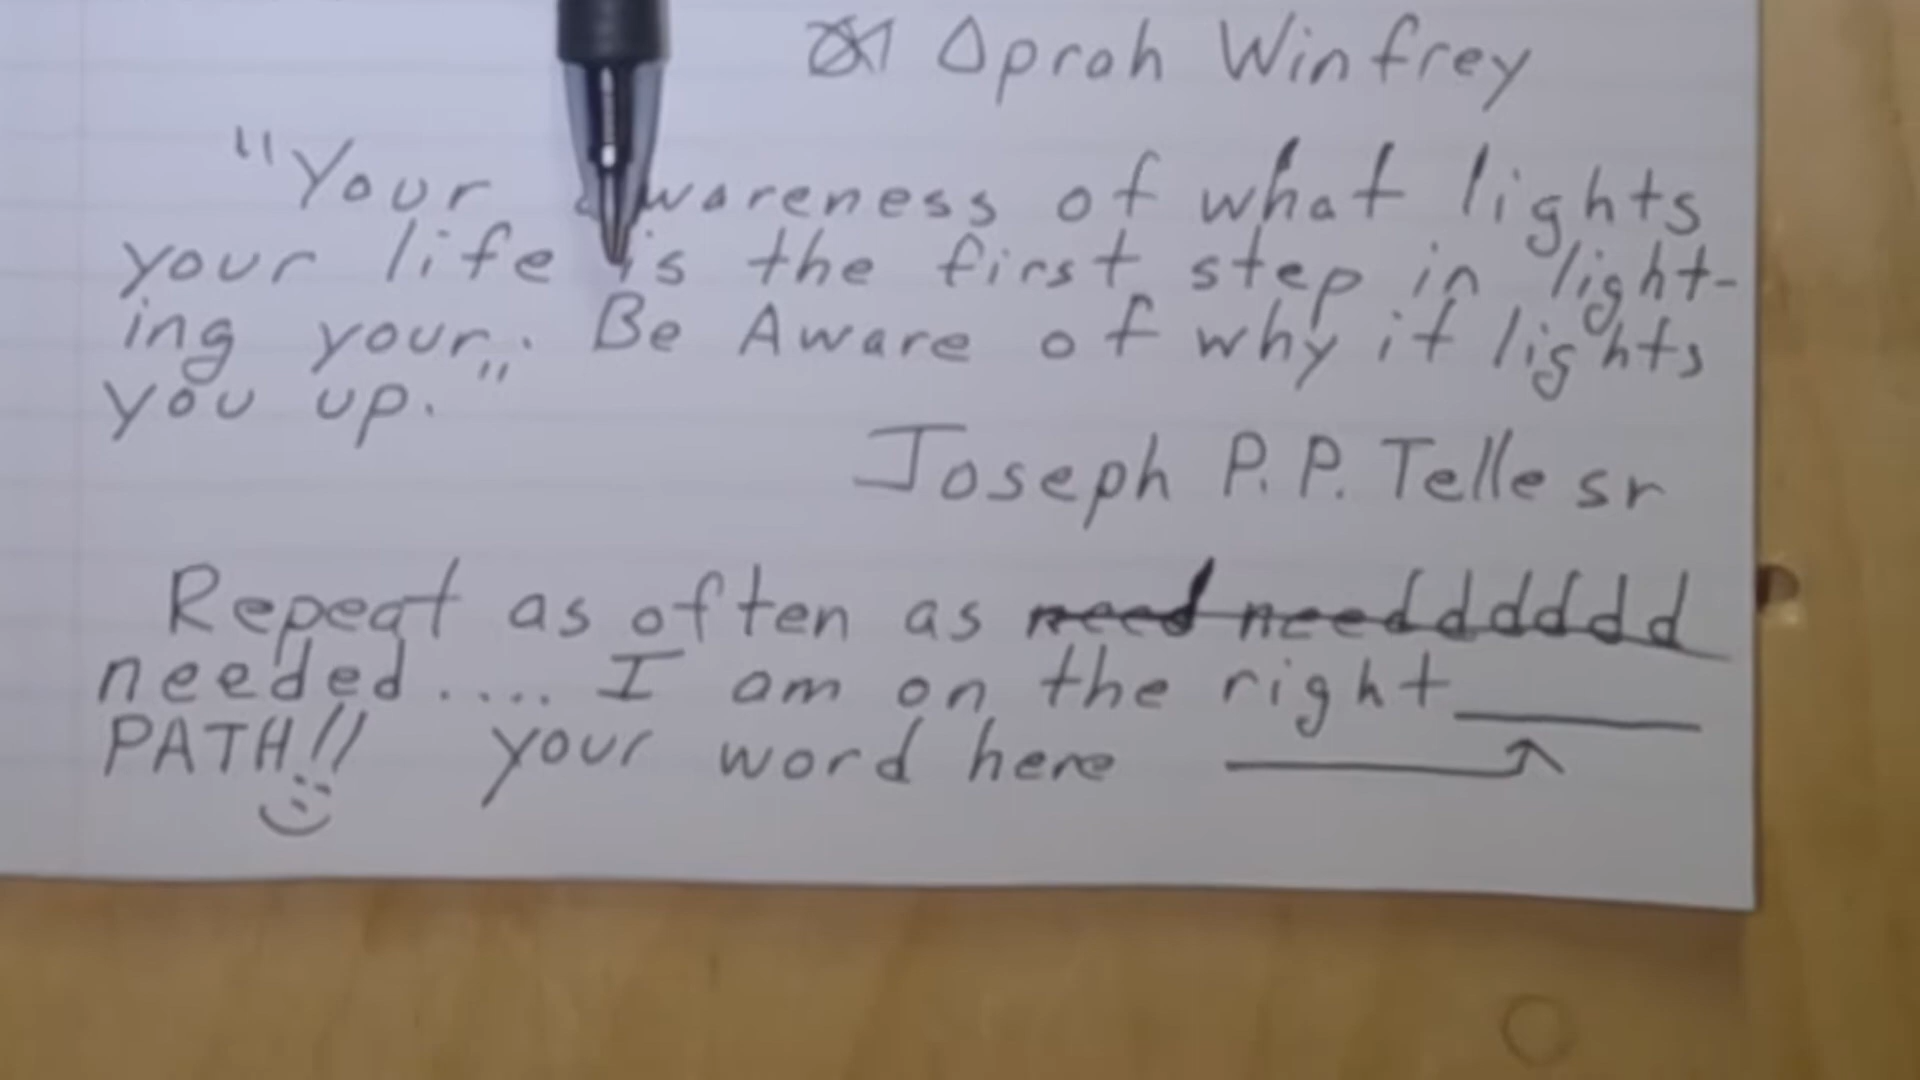 Oprah Winfrey
"Your awareness of what lights
your life is the first step in light-
ing your. Be Aware of why it lights
you up."
Joseph P. P. Telle sr
Repeat as often as need needdddddd
needed.... I am on the right ____
PATH!! your word here